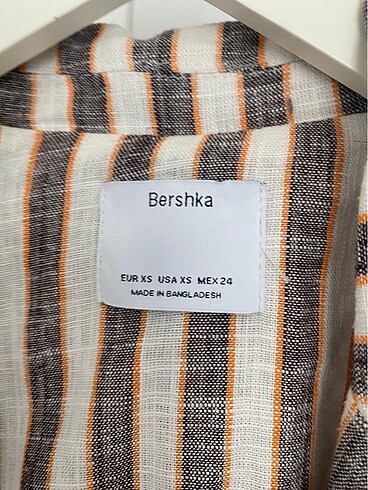 Bershka
EUR XS USA XS MEX 24
MADE IN BANGLADESH